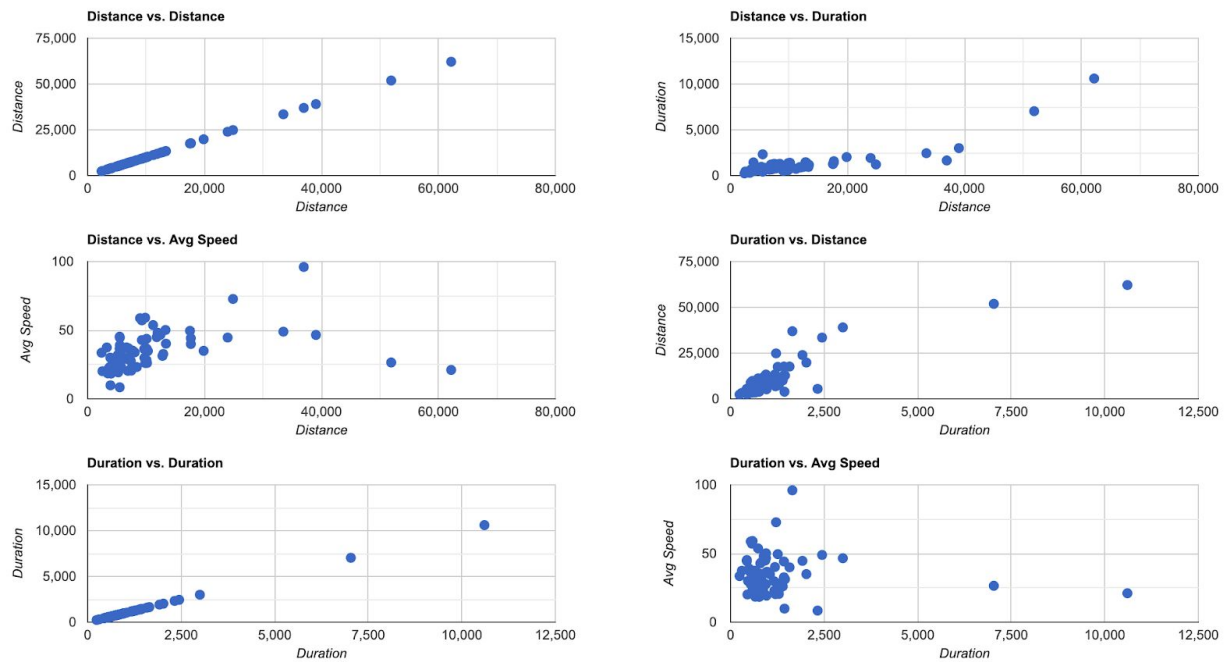 Distance vs. Distance
75,000
50,000
25,000
0
Distance
0 20,000 40,000 60,000 80,000
Distance
Distance vs. Duration
15,000
10,000
5,000
0
Duration
0 20,000 40,000 60,000 80,000
Distance
Distance vs. Avg Speed
100
50
0
Avg Speed
0 20,000 40,000 60,000 80,000
Distance
Duration vs. Distance
75,000
50,000
25,000
0
Distance
0 2,500 5,000 7,500 10,000 12,500
Duration
Duration vs. Duration
15,000
10,000
5,000
0
Duration
0 2,500 5,000 7,500 10,000 12,500
Duration
Duration vs. Avg Speed
100
50
0
Avg Speed
0 2,500 5,000 7,500 10,000 12,500
Duration